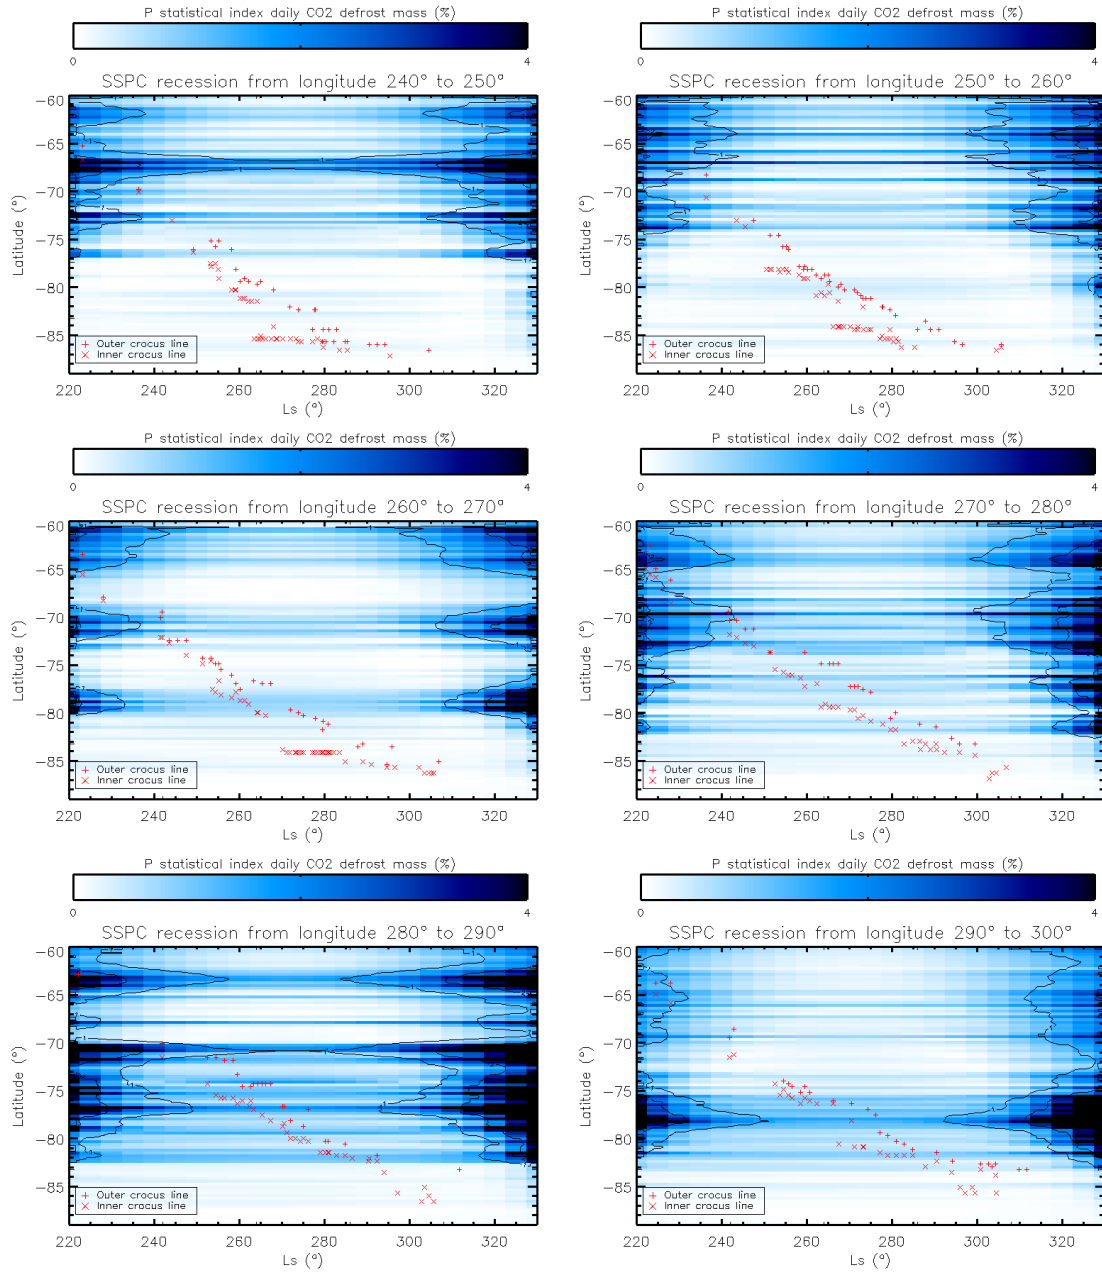 P statistical index daily CO2 defrost mass (%)
0 4
SSPC recession from longitude 240° to 250°
Latitude (°)
-60
-65
-70
-75
-80
-85
+ Outer crocus line
× Inner crocus line
220 240 260 280 300 320
Ls (°)
P statistical index daily CO2 defrost mass (%)
0 4
SSPC recession from longitude 250° to 260°
Latitude (°)
-60
-65
-70
-75
-80
-85
+ Outer crocus line
× Inner crocus line
220 240 260 280 300 320
Ls (°)
P statistical index daily CO2 defrost mass (%)
0 4
SSPC recession from longitude 260° to 270°
Latitude (°)
-60
-65
-70
-75
-80
-85
+ Outer crocus line
× Inner crocus line
220 240 260 280 300 320
Ls (°)
P statistical index daily CO2 defrost mass (%)
0 4
SSPC recession from longitude 270° to 280°
Latitude (°)
-60
-65
-70
-75
-80
-85
+ Outer crocus line
× Inner crocus line
220 240 260 280 300 320
Ls (°)
P statistical index daily CO2 defrost mass (%)
0 4
SSPC recession from longitude 280° to 290°
Latitude (°)
-60
-65
-70
-75
-80
-85
+ Outer crocus line
× Inner crocus line
220 240 260 280 300 320
Ls (°)
P statistical index daily CO2 defrost mass (%)
0 4
SSPC recession from longitude 290° to 300°
Latitude (°)
-60
-65
-70
-75
-80
-85
+ Outer crocus line
× Inner crocus line
220 240 260 280 300 320
Ls (°)